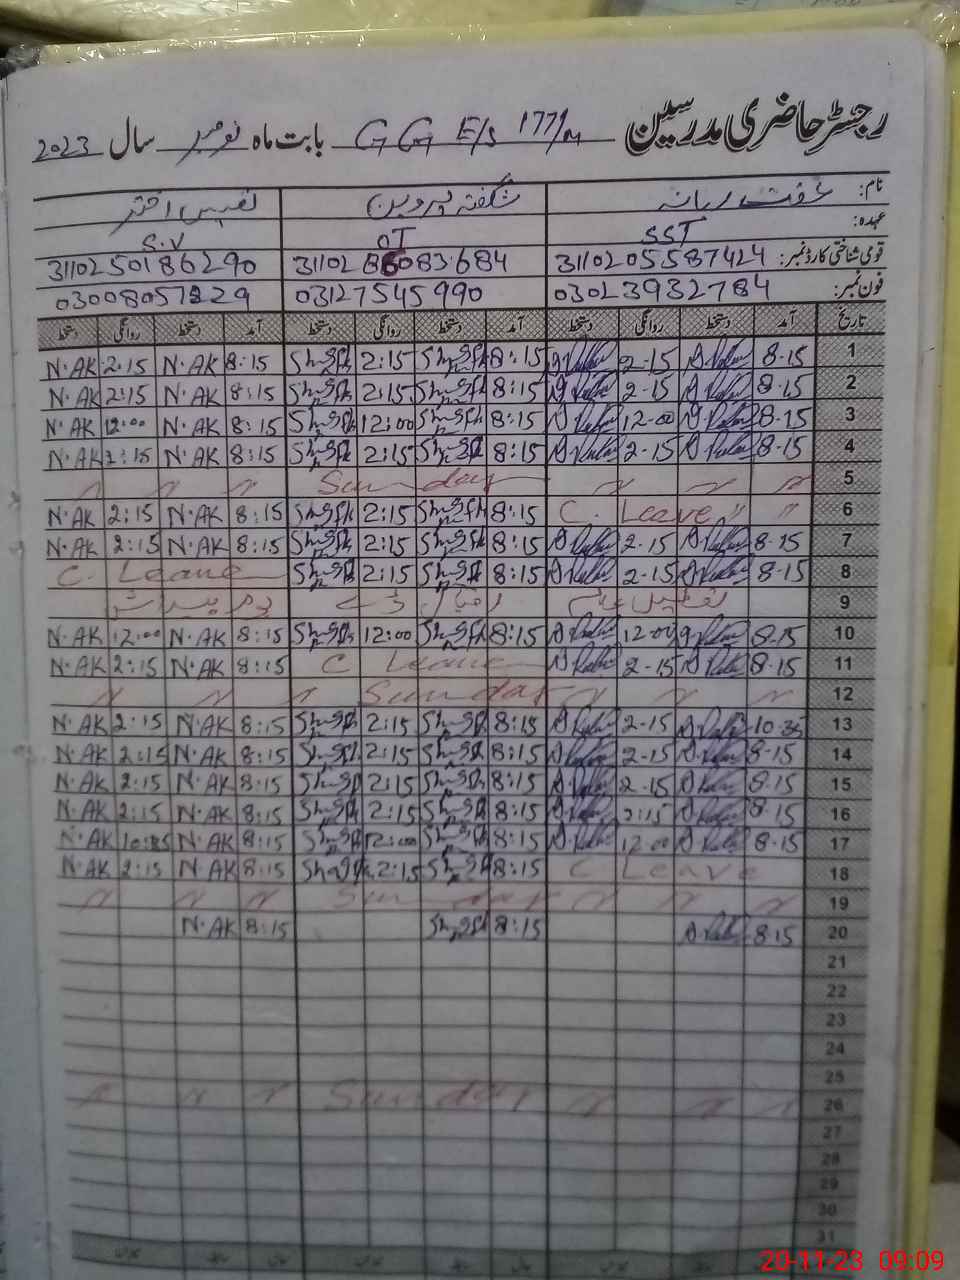 رجسٹر حاضری مدرسین GGE/S 177/M بابت ماہ نومبر سال 2023
نام: عفت ریانہ شگفتہ پروین نفیس اختر
عہدہ: SST OT S.V
قومی شناختی کارڈ نمبر: 3110205587424 3110250186290
فون نمبر: 03023932784 03127545990
تاریخ آمد دستخط روانگی دستخط آمد دستخط روانگی دستخط آمد دستخط روانگی دستخط
1 8-15 2-15 8:15 2:15 8:15 N.AK 2:15 N.AK
2 8-15 2-15 8:15 2:15 8:15 N.AK 2:15 N.AK
3 8-15 12-00 8:15 12:00 8:15 N.AK 12:00 N.AK
4 8-15 2-15 8:15 2:15 8:15 N.AK 2:15 N.AK
5 Sunday
6 C. Leave 8:15 2:15 8:15 N.AK 2:15 N.AK
7 8-15 2-15 8:15 2:15 8:15 N.AK 2:15 N.AK
8 8-15 2-15 8:15 2:15 C. Leave
9 تعطیل عام اقبال ڈے یوم پیدائش
10 8-15 12-00 8:15 12:00 8:15 N.AK 12:00 N.AK
11 8-15 2-15 C Leave 8:15 N.AK 2:15 N.AK
12 Sunday
13 10-35 2-15 8:15 2:15 8:15 N.AK 2:15 N.AK
14 8-15 2-15 8:15 2:15 8:15 N.AK 2:15 N.AK
15 8-15 2-15 8:15 2:15 8:15 N.AK 2:15 N.AK
16 8-15 2:15 8:15 2:15 8:15 N.AK 2:15 N.AK
17 8-15 12-00 8:15 12:00 8:15 N.AK N.AK
18 C Leave 8:15 2:15 8:15 N.AK 2:15 N.AK
19 Sunday
20 8-15 8:15 8:15 N.AK
21
22
23
24
25
26 Sunday
27
28
29
30
31
20-11-23 09:09